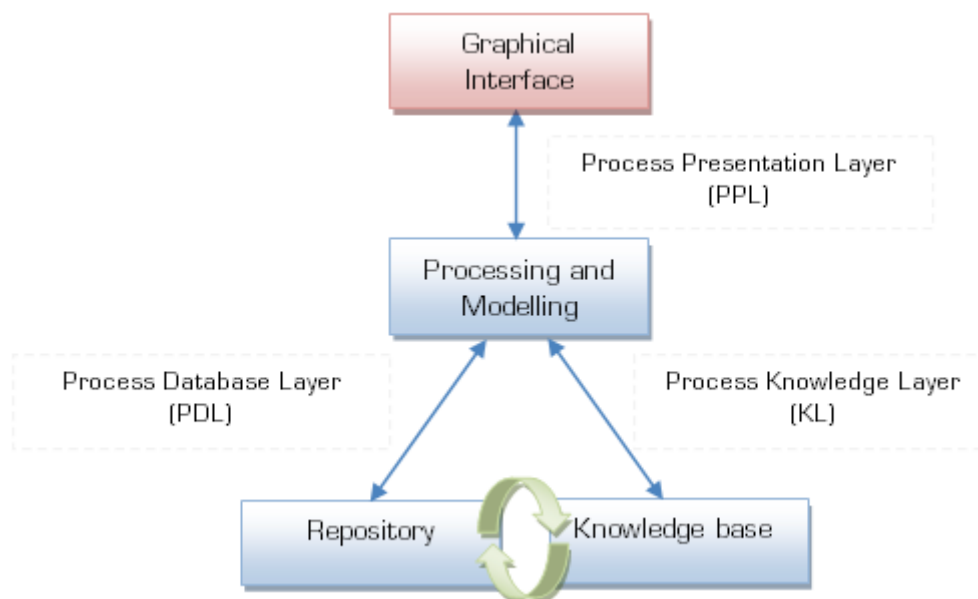 Graphical
Interface
Process Presentation Layer
(PPL)
Processing and
Modelling
Process Database Layer
(PDL)
Process Knowledge Layer
(KL)
Repository
Knowledge base